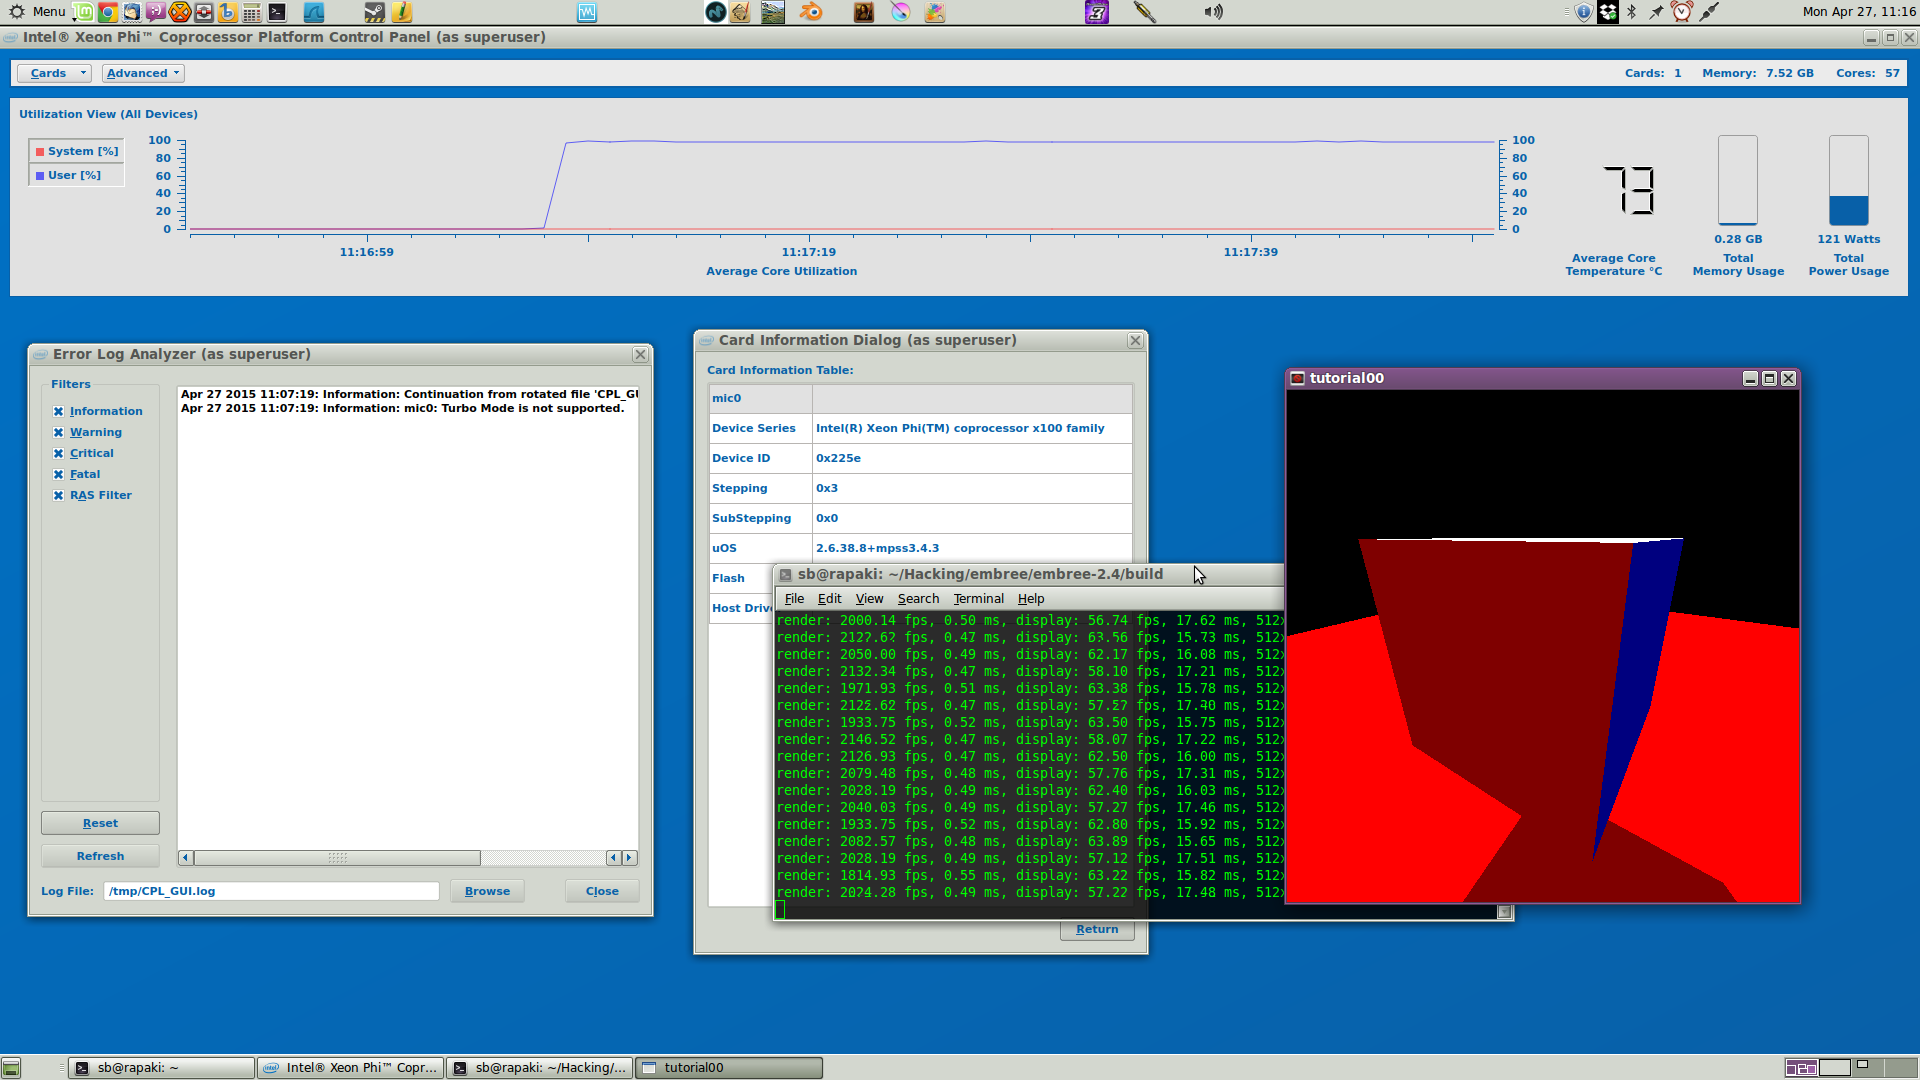 Menu
Mon Apr 27, 11:16
Intel® Xeon Phi™ Coprocessor Platform Control Panel (as superuser)
Cards
Advanced
Cards: 1 Memory: 7.52 GB Cores: 57
Utilization View (All Devices)
System [%]
User [%]
100
80
60
40
20
0
100
80
60
40
20
0
11:16:59
11:17:19
11:17:39
Average Core Utilization
73
Average Core
Temperature °C
0.28 GB
Total
Memory Usage
121 Watts
Total
Power Usage
Error Log Analyzer (as superuser)
Filters
Information
Warning
Critical
Fatal
RAS Filter
Apr 27 2015 11:07:19: Information: Continuation from rotated file 'CPL_GU
Apr 27 2015 11:07:19: Information: mic0: Turbo Mode is not supported.
Reset
Refresh
Log File: /tmp/CPL_GUI.log
Browse
Close
Card Information Dialog (as superuser)
Card Information Table:
mic0
Device Series Intel(R) Xeon Phi(TM) coprocessor x100 family
Device ID 0x225e
Stepping 0x3
SubStepping 0x0
uOS 2.6.38.8+mpss3.4.3
Flash
Host Drive
Return
sb@rapaki: ~/Hacking/embree/embree-2.4/build
File Edit View Search Terminal Help
render: 2000.14 fps, 0.50 ms, display: 56.74 fps, 17.62 ms, 512x
render: 2122.62 fps, 0.47 ms, display: 63.56 fps, 15.73 ms, 512x
render: 2050.00 fps, 0.49 ms, display: 62.17 fps, 16.08 ms, 512x
render: 2132.34 fps, 0.47 ms, display: 58.10 fps, 17.21 ms, 512x
render: 1971.93 fps, 0.51 ms, display: 63.38 fps, 15.78 ms, 512x
render: 2122.62 fps, 0.47 ms, display: 57.27 fps, 17.40 ms, 512x
render: 1933.75 fps, 0.52 ms, display: 63.50 fps, 15.75 ms, 512x
render: 2146.52 fps, 0.47 ms, display: 58.07 fps, 17.22 ms, 512x
render: 2126.93 fps, 0.47 ms, display: 62.50 fps, 16.00 ms, 512x
render: 2079.48 fps, 0.48 ms, display: 57.76 fps, 17.31 ms, 512x
render: 2028.19 fps, 0.49 ms, display: 62.40 fps, 16.03 ms, 512x
render: 2040.03 fps, 0.49 ms, display: 57.27 fps, 17.46 ms, 512x
render: 1933.75 fps, 0.52 ms, display: 62.80 fps, 15.92 ms, 512x
render: 2082.57 fps, 0.48 ms, display: 63.89 fps, 15.65 ms, 512x
render: 2028.19 fps, 0.49 ms, display: 57.12 fps, 17.51 ms, 512x
render: 1814.93 fps, 0.55 ms, display: 63.22 fps, 15.82 ms, 512x
render: 2024.28 fps, 0.49 ms, display: 57.22 fps, 17.48 ms, 512x
tutorial00
sb@rapaki: ~
Intel® Xeon Phi™ Copr...
sb@rapaki: ~/Hacking/...
tutorial00